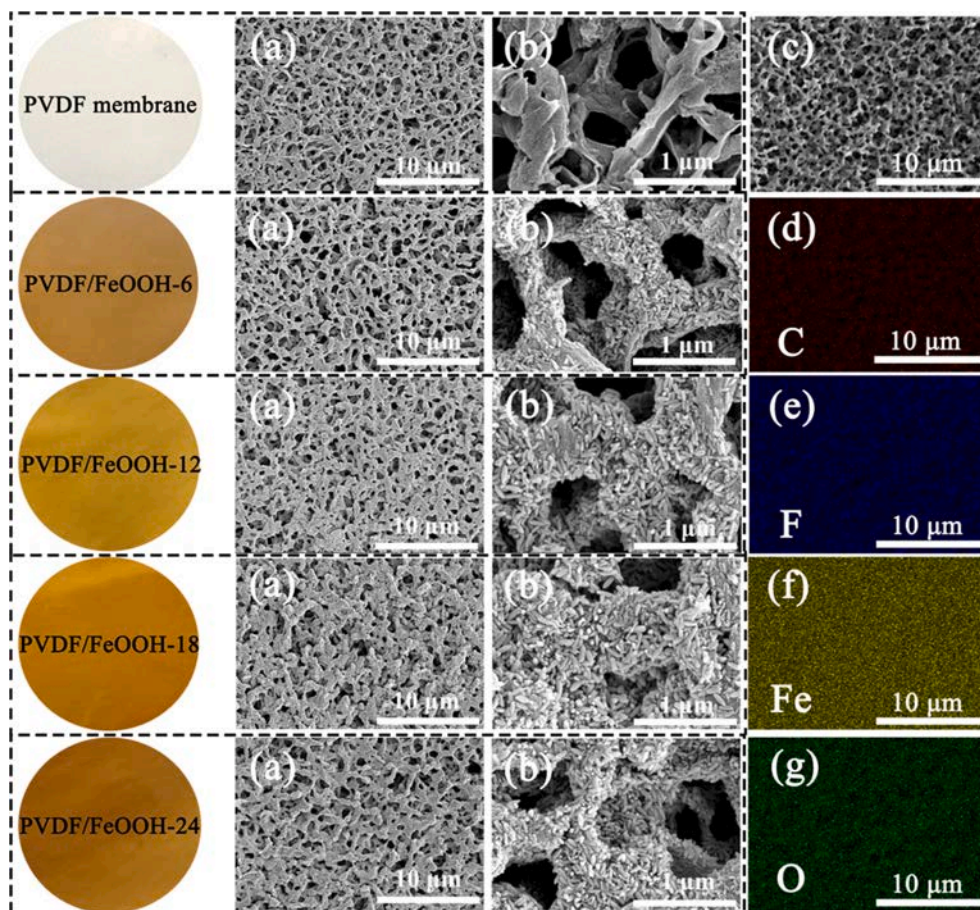 PVDF membrane
(a)
10 μm
(b)
1 μm
(c)
10 μm
PVDF/FeOOH-6
(a)
10 μm
(b)
1 μm
(d)
C
10 μm
PVDF/FeOOH-12
(a)
10 μm
(b)
1 μm
(e)
F
10 μm
PVDF/FeOOH-18
(a)
10 μm
(b)
1 μm
(f)
Fe
10 μm
PVDF/FeOOH-24
(a)
10 μm
(b)
1 μm
(g)
O
10 μm